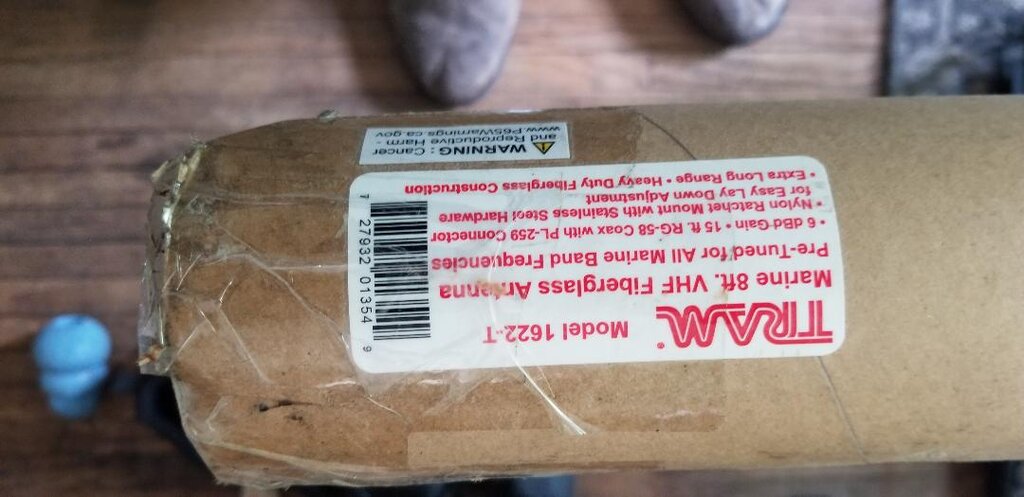 TRAM®
Model 1622-T
Marine 8ft. VHF Fiberglass Antenna
Pre-Tuned for All Marine Band Frequencies
• 6 dBd Gain • 15 ft. RG-58 Coax with PL-259 Connector
• Nylon Ratchet Mount with Stainless Steel Hardware
for Easy Lay Down Adjustment
• Extra Long Range • Heavy Duty Fiberglass Construction
7 27932 01354 9
WARNING: Cancer
and Reproductive Harm -
www.P65Warnings.ca.gov